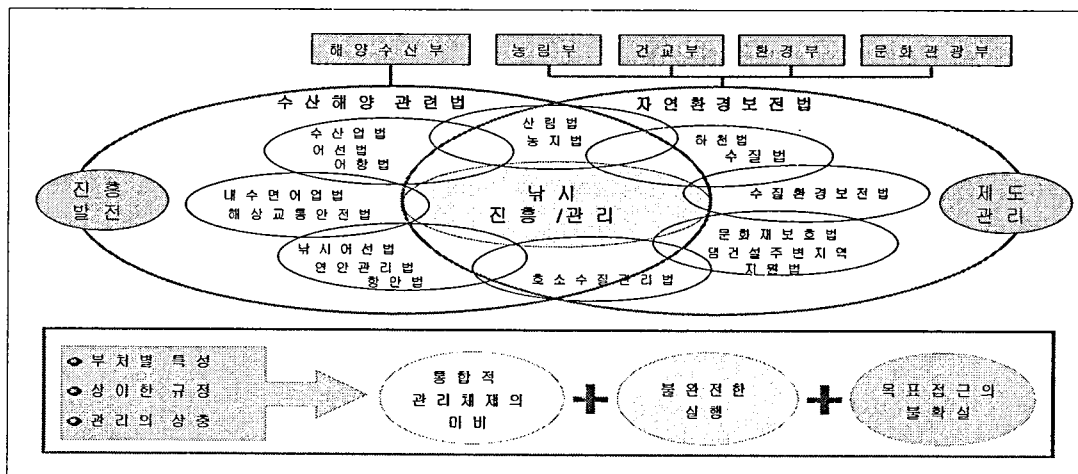 해양수산부
농림부
건교부
환경부
문화관광부
수산해양 관련법
자연환경보전법
수산업법
어선법
어항법
산림법
농지법
하천법
수질법
진흥
발전
내수면어업법
해상교통안전법
낚시
진흥/관리
수질환경보전법
제도
관리
낚시어선법
연안관리법
항만법
호소수질관리법
문화재보호법
댐건설주변지역
지원법
부처별 특성
상이한 규정
관리의 상충
통합적
관리체재의
미비
+
불완전한
실행
+
목표접근의
불확실